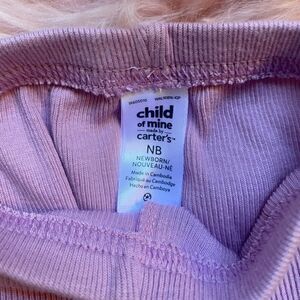 child
of mine
made by
carter's
NB
NEWBORN/
NOUVEAU-NÉ
Made in Cambodia
Fabriqué au Cambodge
Hecho en Camboya